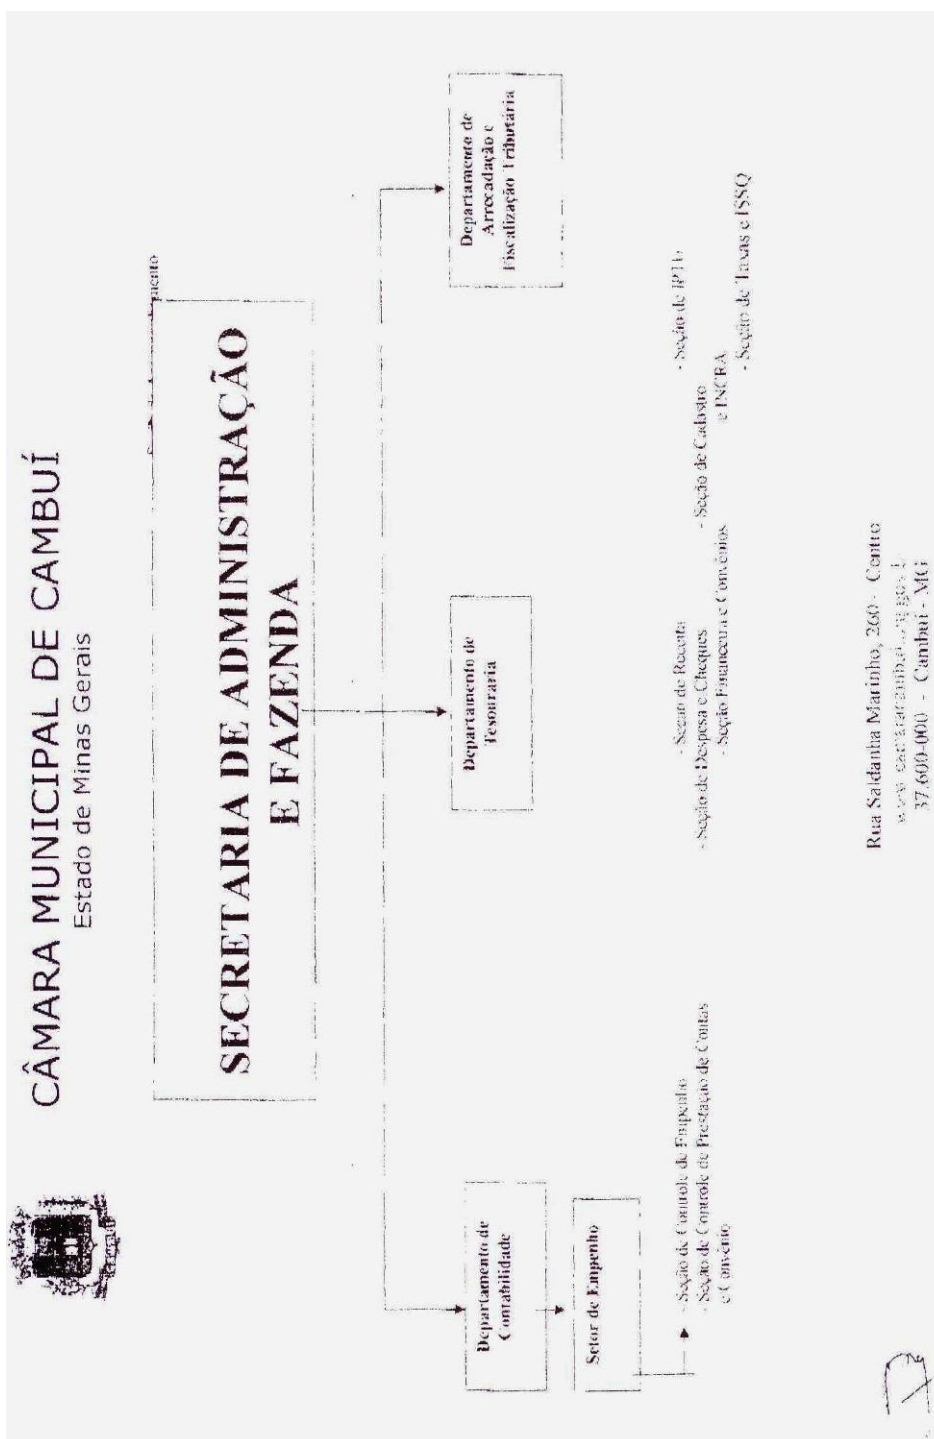 CÂMARA MUNICIPAL DE CAMBUÍ
Estado de Minas Gerais
SECRETARIA DE ADMINISTRAÇÃO
E FAZENDA
Departamento de
Contabilidade
Setor de Empenho
- Seção de Controle de Empenho
- Seção de Controle de Prestação de Contas
e Convênio
Departamento de
Tesouraria
- Seção de Receita
- Seção de Despesa e Cheques
- Seção Financeira e Convênios
Departamento de
Arrecadação e
Fiscalização Tributária
- Seção de IPTU
- Seção de Cadastro
e INCRA
- Seção de Taxas e ISSQ
Rua Saldanha Marinho, 260 - Centro
37.600-000 - Cambuí - MG